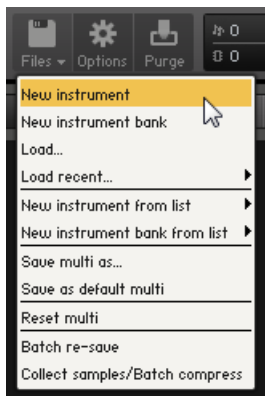 0
Files Options Purge
0
New instrument
New instrument bank
Load...
Load recent...
New instrument from list
New instrument bank from list
Save multi as...
Save as default multi
Reset multi
Batch re-save
Collect samples/Batch compress